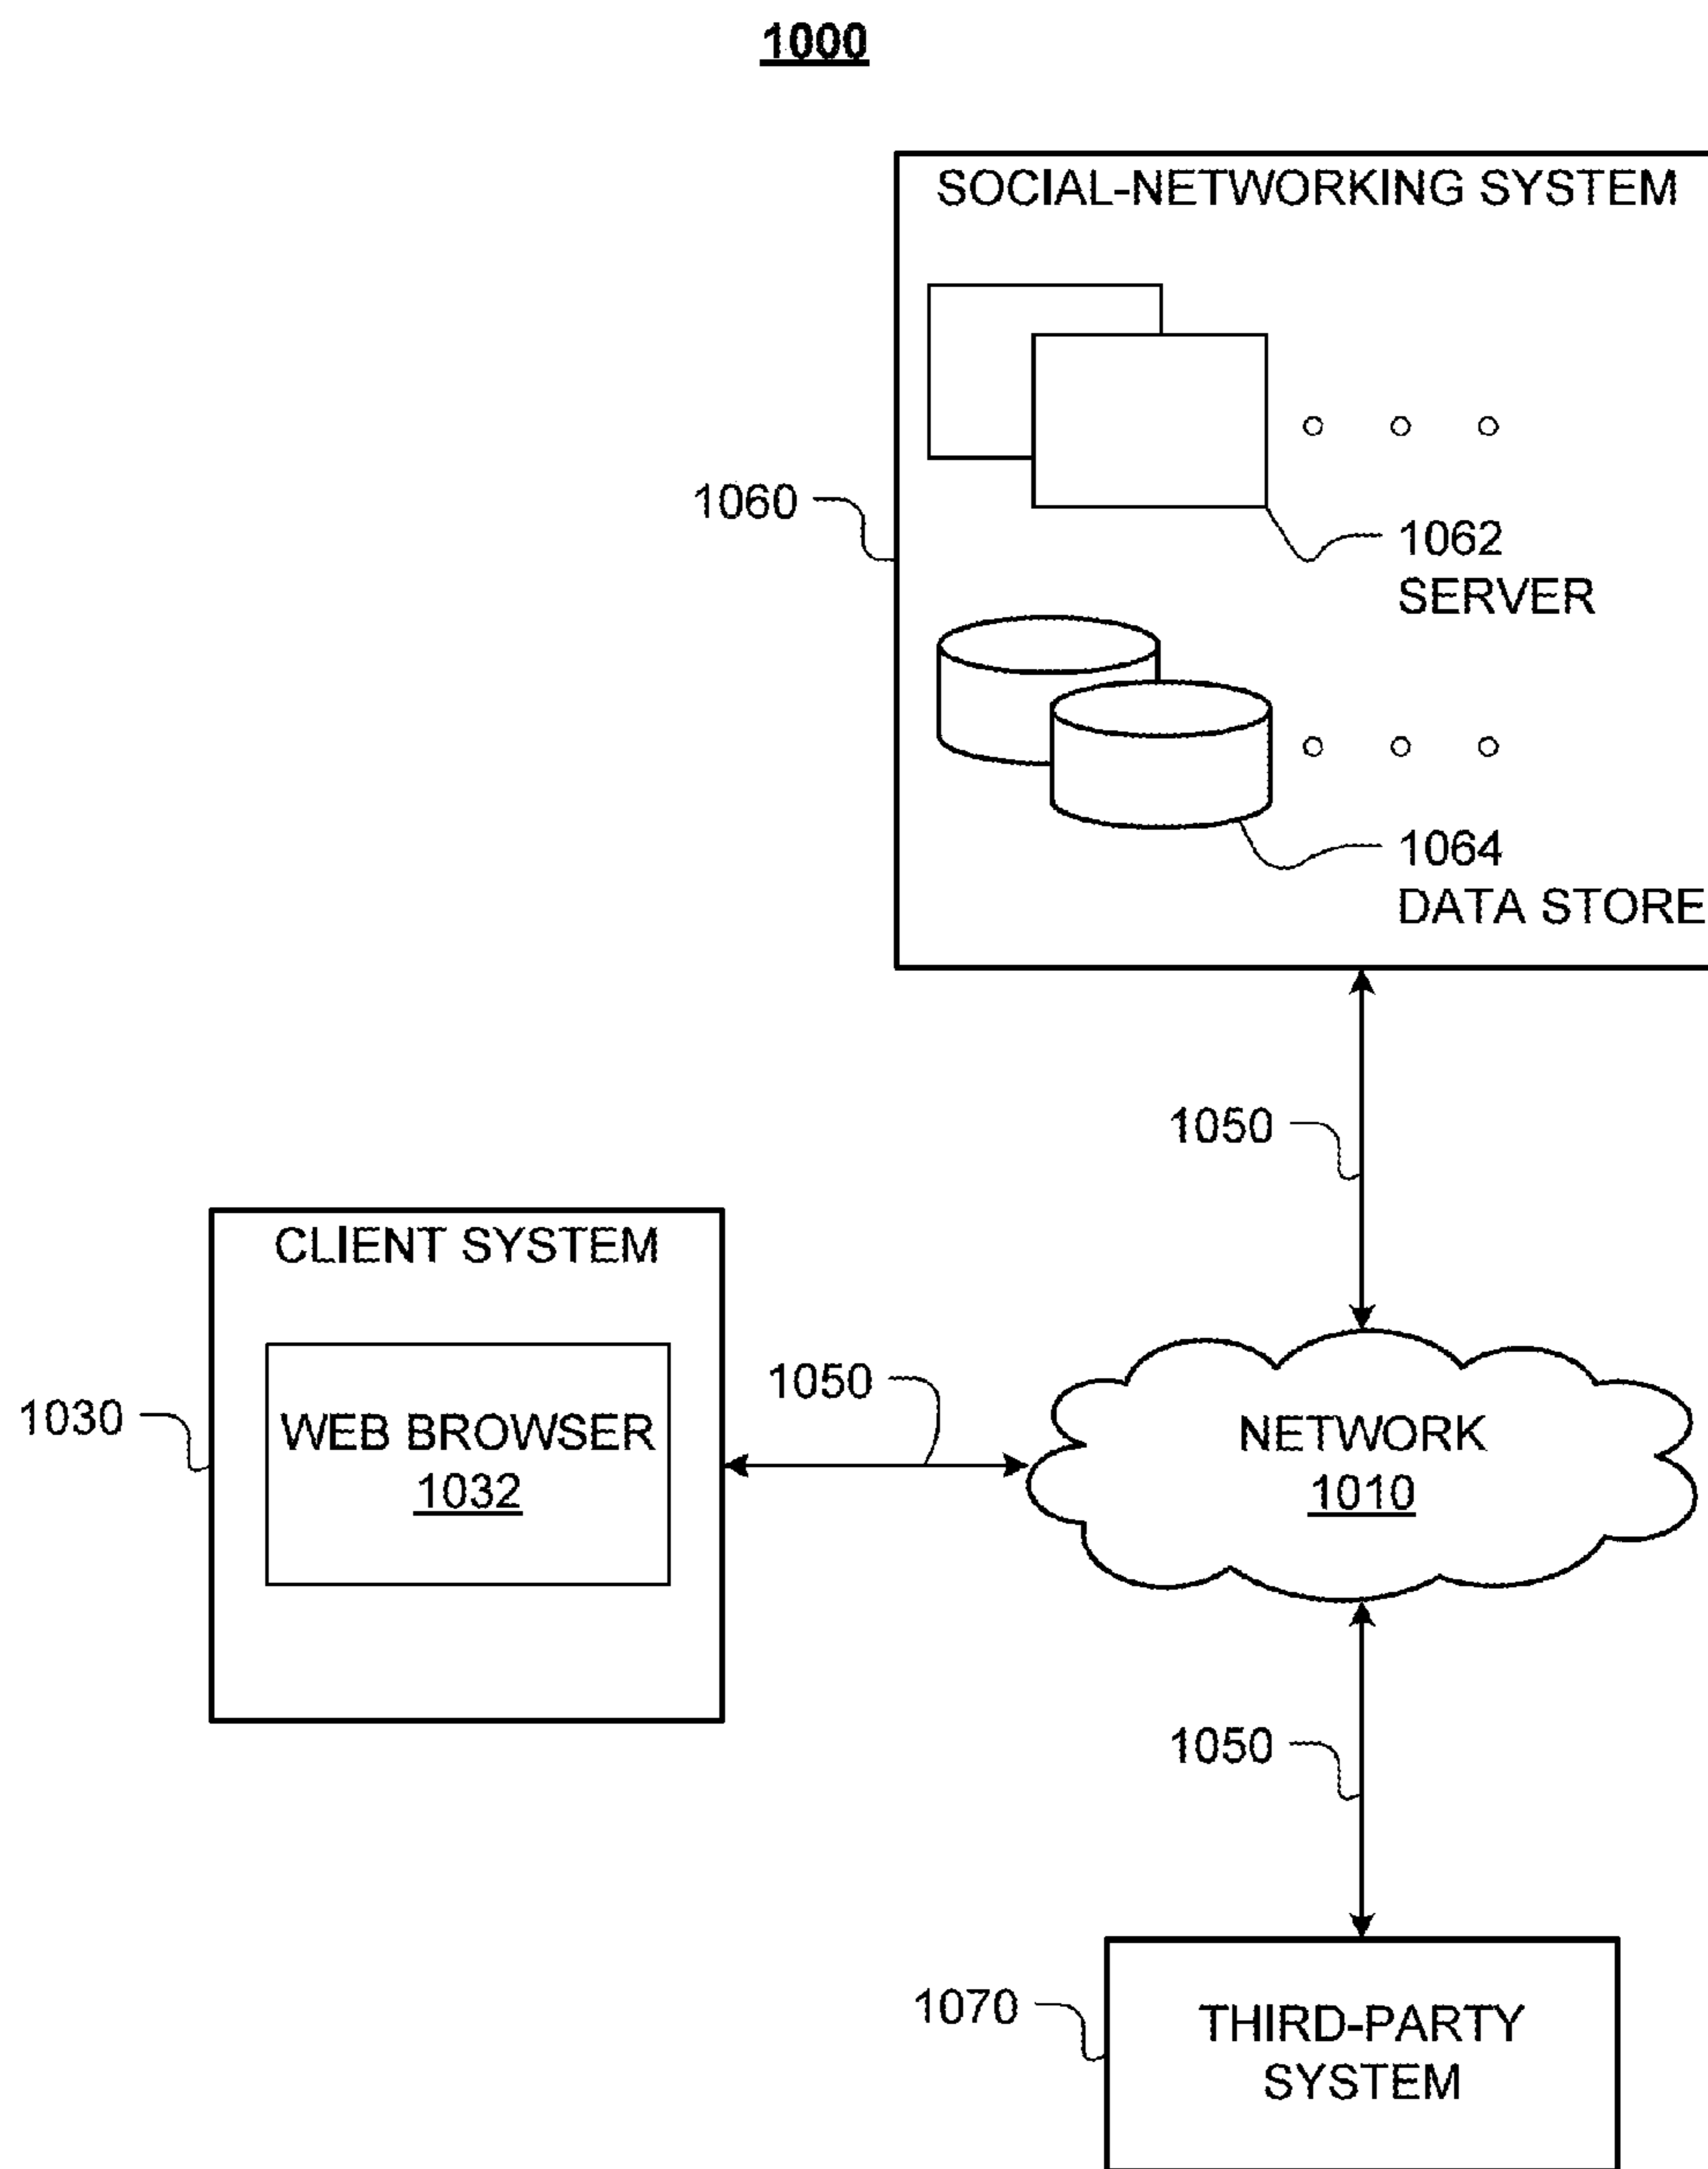 1000
SOCIAL-NETWORKING SYSTEM
1060
1062
SERVER
1064
DATA STORE
1050
CLIENT SYSTEM
WEB BROWSER
1032
1030
1050
NETWORK
1010
1050
1070
THIRD-PARTY
SYSTEM